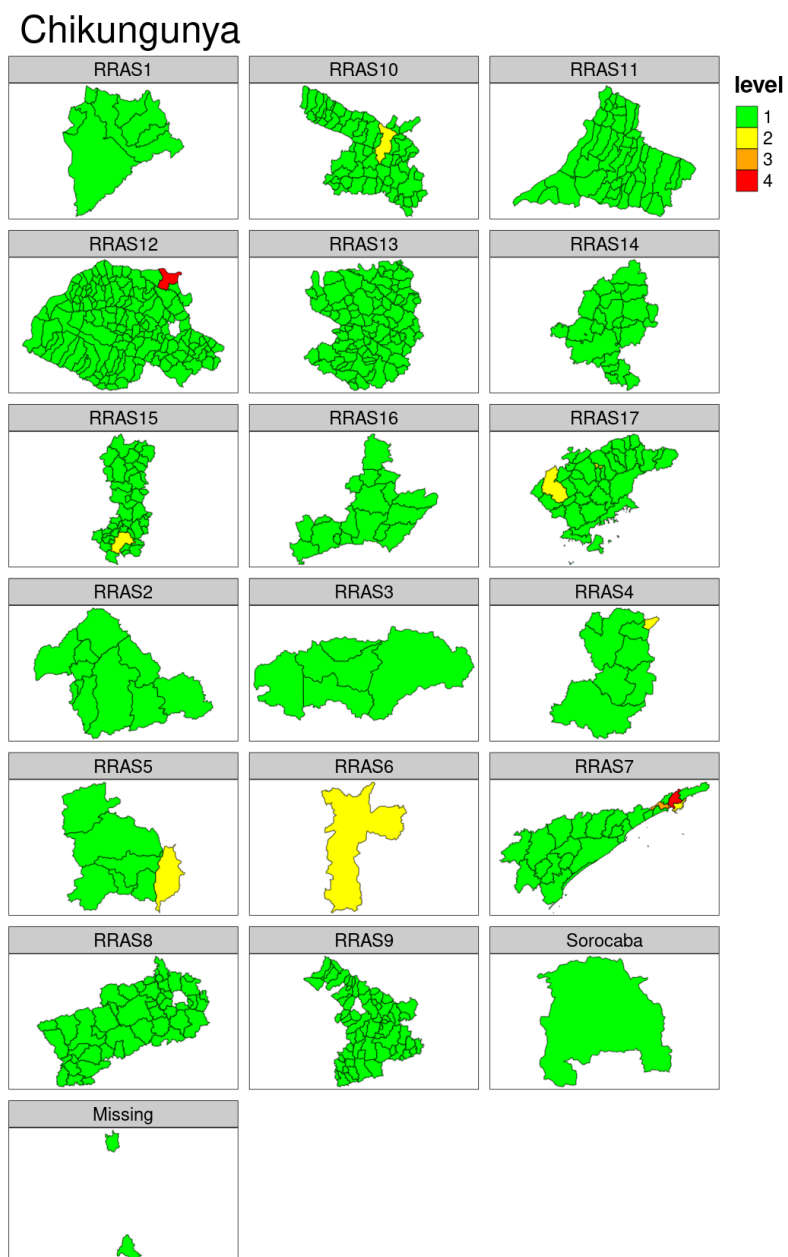 Chikungunya
RRAS1
RRAS10
RRAS11
level
1
2
3
4
RRAS12
RRAS13
RRAS14
RRAS15
RRAS16
RRAS17
RRAS2
RRAS3
RRAS4
RRAS5
RRAS6
RRAS7
RRAS8
RRAS9
Sorocaba
Missing